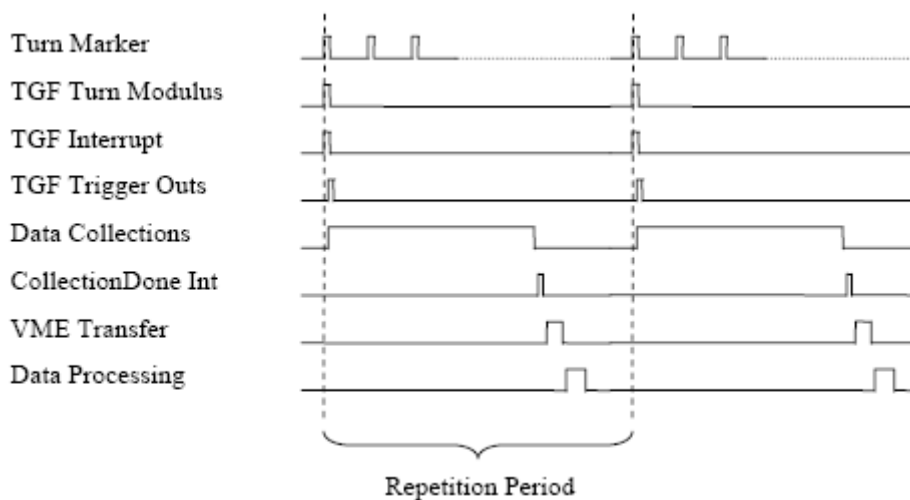 Turn Marker
TGF Turn Modulus
TGF Interrupt
TGF Trigger Outs
Data Collections
CollectionDone Int
VME Transfer
Data Processing
Repetition Period